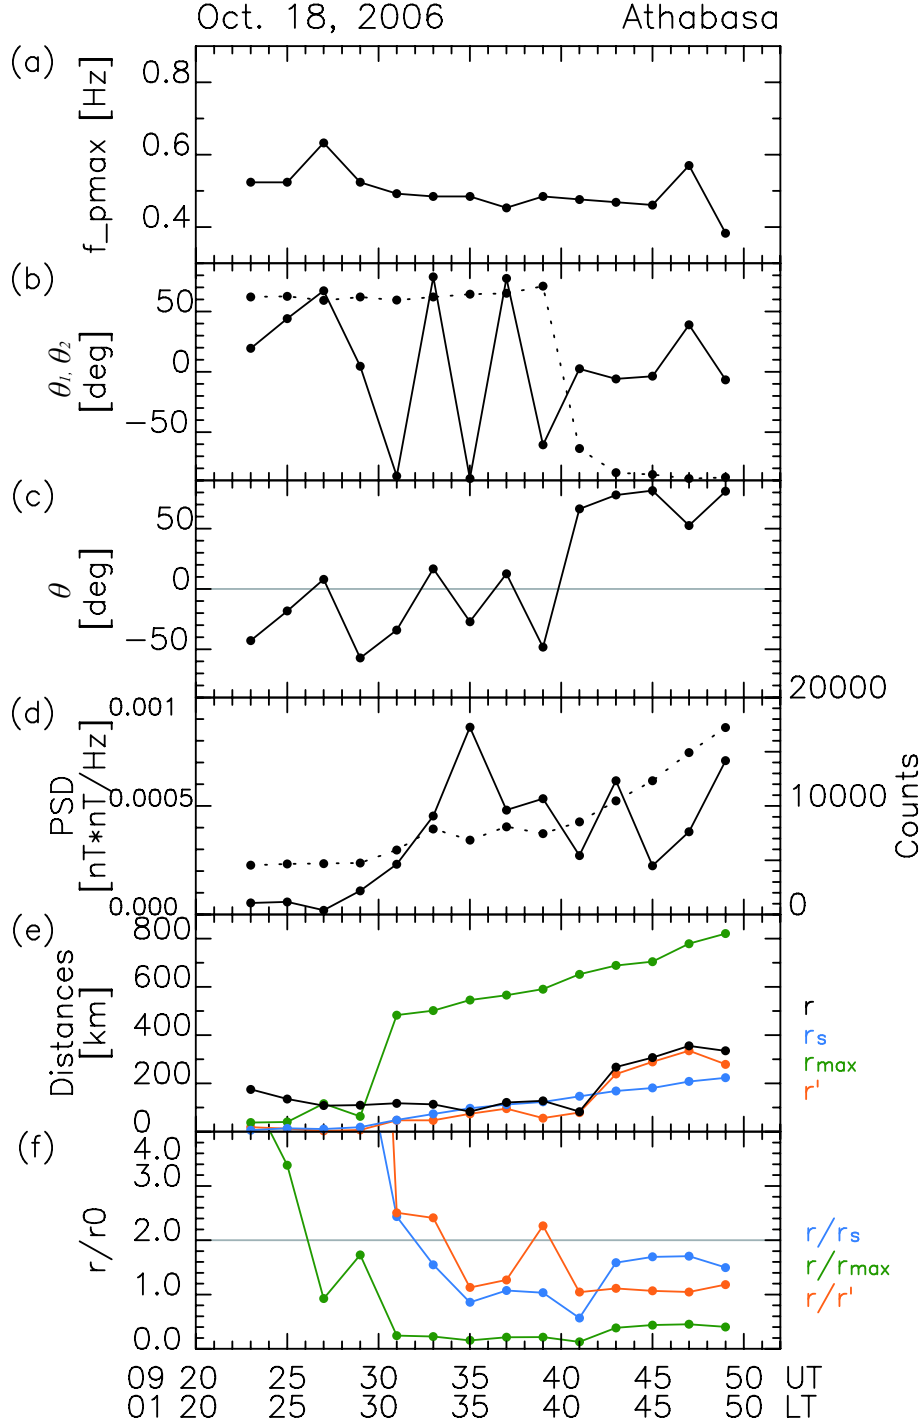 Oct. 18, 2006 Athabasa
(a)
f_pmax [Hz]
0.8
0.6
0.4
(b)
θ1, θ2
[deg]
50
0
−50
(c)
θ
[deg]
50
0
−50
(d)
PSD
[nT*nT/Hz]
0.001
0.0005
0.000
20000
10000
0
Counts
(e)
Distances
[km]
800
600
400
200
0
r
rs
rmax
r'
(f)
r/r0
4.0
3.0
2.0
1.0
0.0
r/rs
r/rmax
r/r'
09 20 25 30 35 40 45 50 UT
01 20 25 30 35 40 45 50 LT